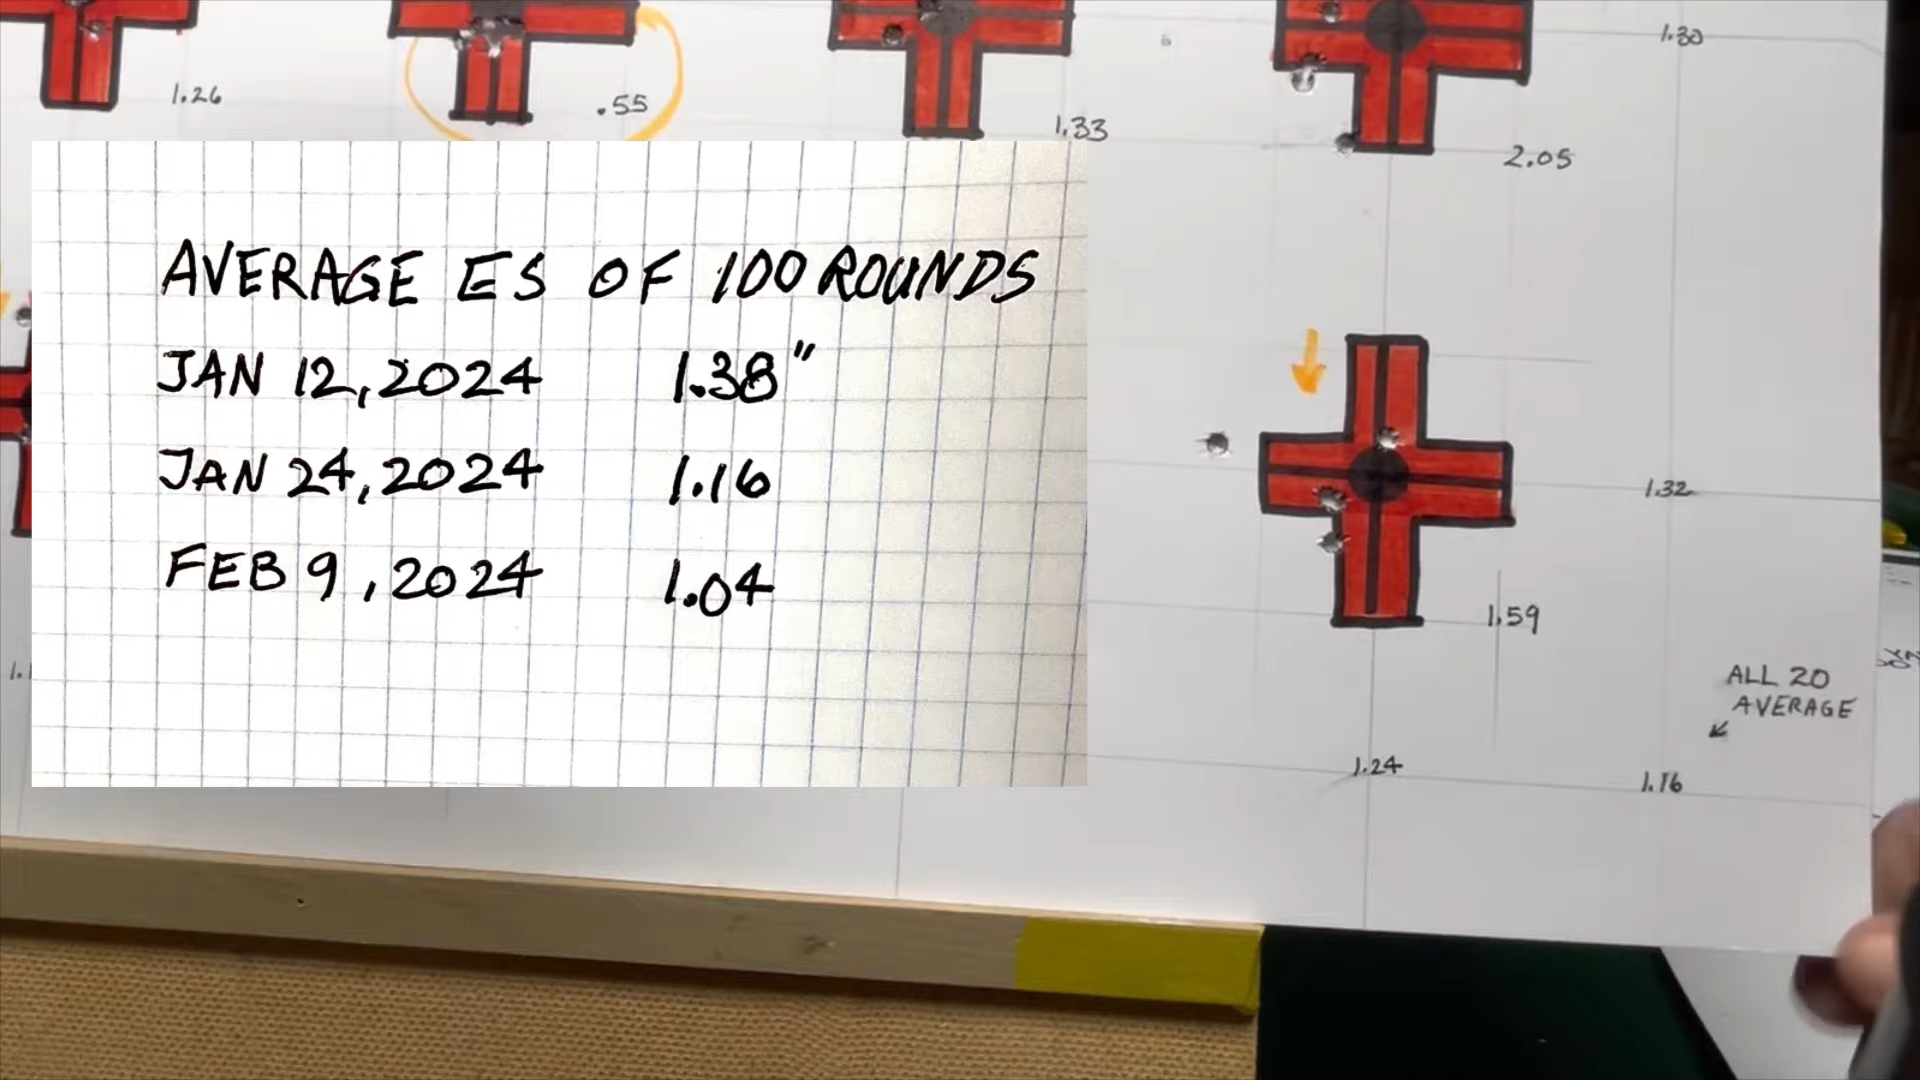 1.30
1.26
.55
1.33
2.05
AVERAGE ES OF 100 ROUNDS
JAN 12, 2024 1.38"
JAN 24, 2024 1.16
FEB 9, 2024 1.04
1.32
1.59
ALL 20
AVERAGE
1.24
1.16